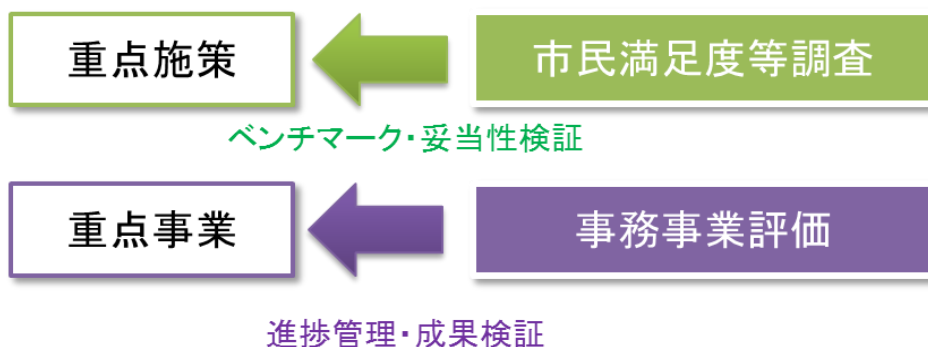 重点施策
市民満足度等調査
ベンチマーク・妥当性検証
重点事業
事務事業評価
進捗管理・成果検証